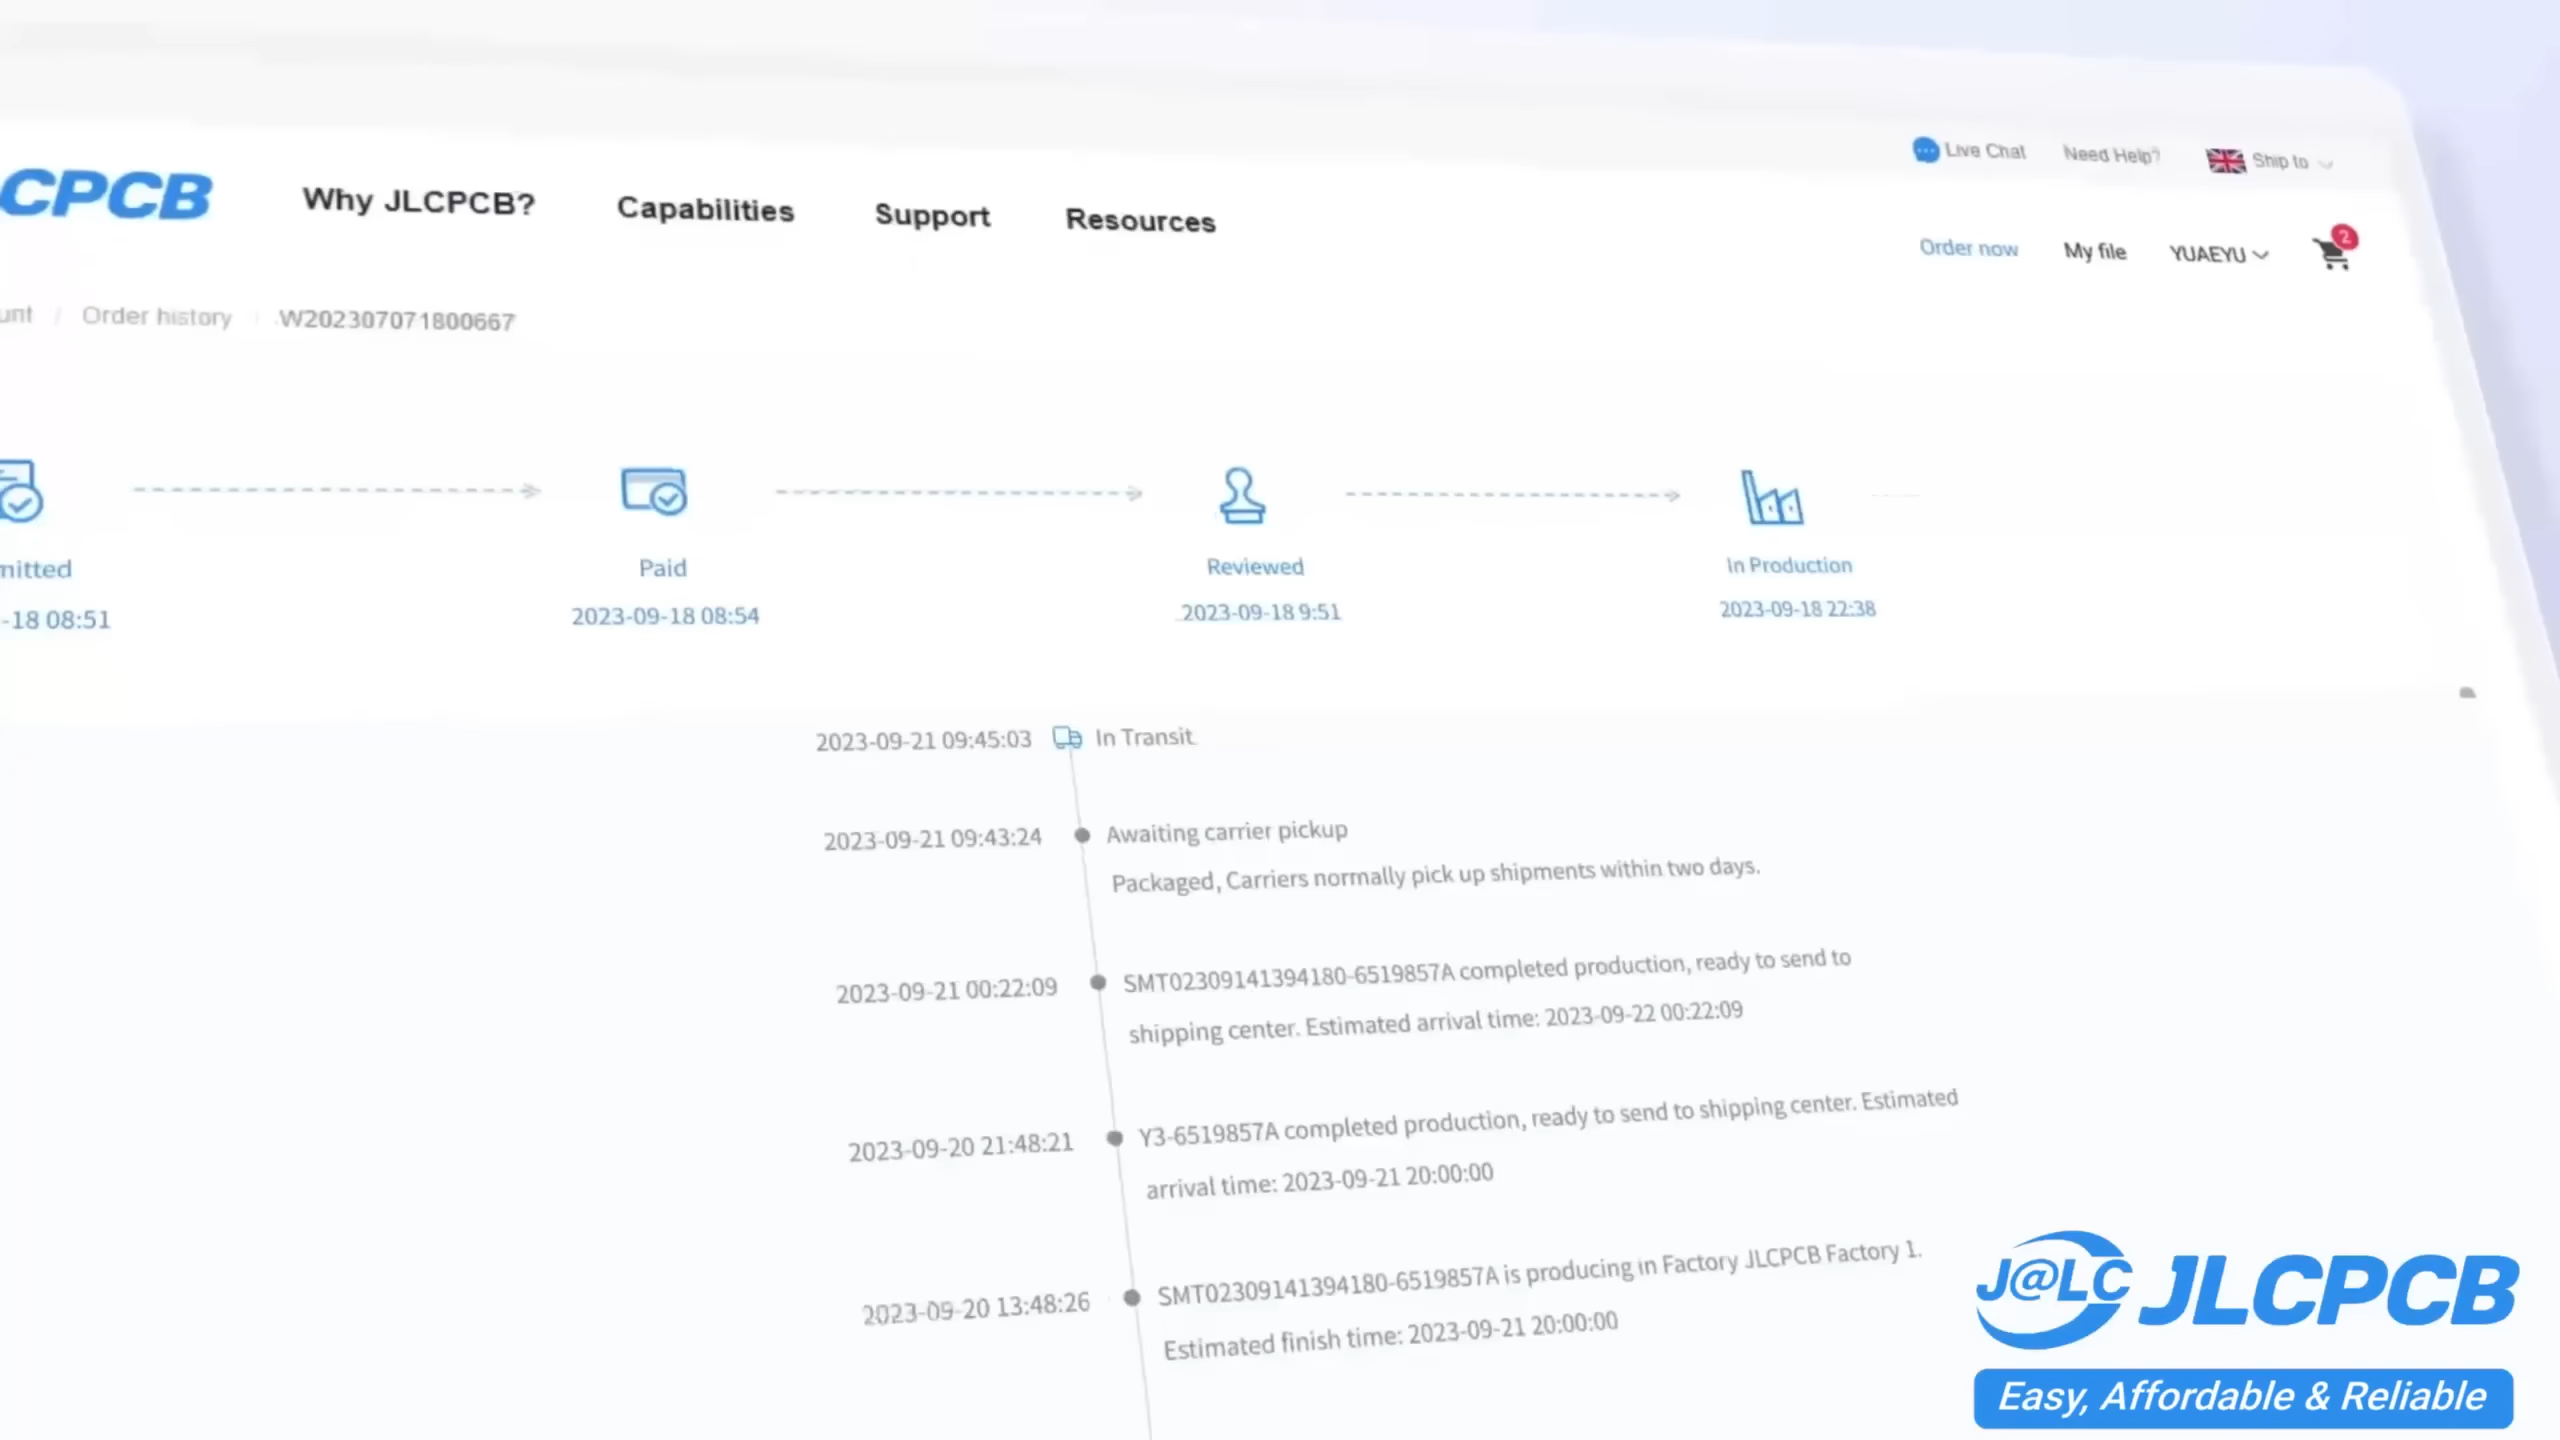 Live Chat Need Help? Ship to
CPCB Why JLCPCB? Capabilities Support Resources
Order now My file YUAEYU 2
unt / Order history W202307071800667
mitted Paid Reviewed In Production
-18 08:51 2023-09-18 08:54 2023-09-18 9:51 2023-09-18 22:38
2023-09-21 09:45:03 In Transit
2023-09-21 09:43:24 Awaiting carrier pickup
Packaged, Carriers normally pick up shipments within two days.
2023-09-21 00:22:09 SMT02309141394180-6519857A completed production, ready to send to
shipping center. Estimated arrival time: 2023-09-22 00:22:09
2023-09-20 21:48:21 Y3-6519857A completed production, ready to send to shipping center. Estimated
arrival time: 2023-09-21 20:00:00
2023-09-20 13:48:26 SMT02309141394180-6519857A is producing in Factory JLCPCB Factory 1.
Estimated finish time: 2023-09-21 20:00:00
J@LC JLCPCB
Easy, Affordable & Reliable